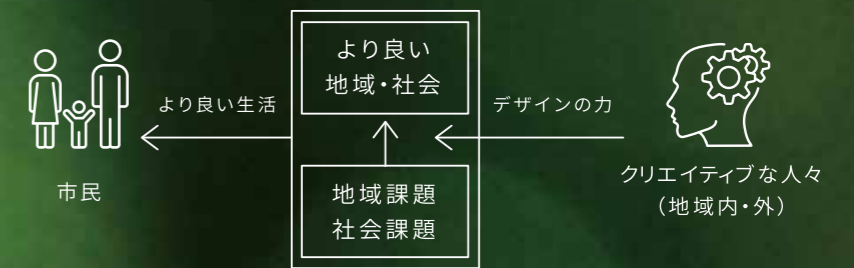 より良い
地域・社会
より良い生活
デザインの力
市民
地域課題
社会課題
クリエイティブな人々
（地域内・外）